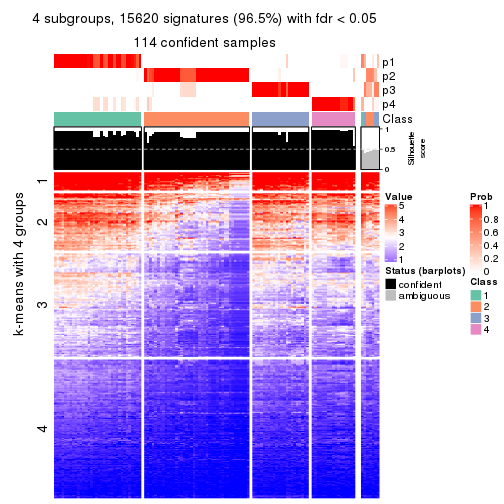 4 subgroups, 15620 signatures (96.5%) with fdr < 0.05
114 confident samples
p1
p2
p3
p4
Class
1
0.5
0
Silhouette
score
k-means with 4 groups
1
2
3
4
Value
5
4
3
2
1
Status (barplots)
confident
ambiguous
Prob
1
0.8
0.6
0.4
0.2
0
Class
1
2
3
4